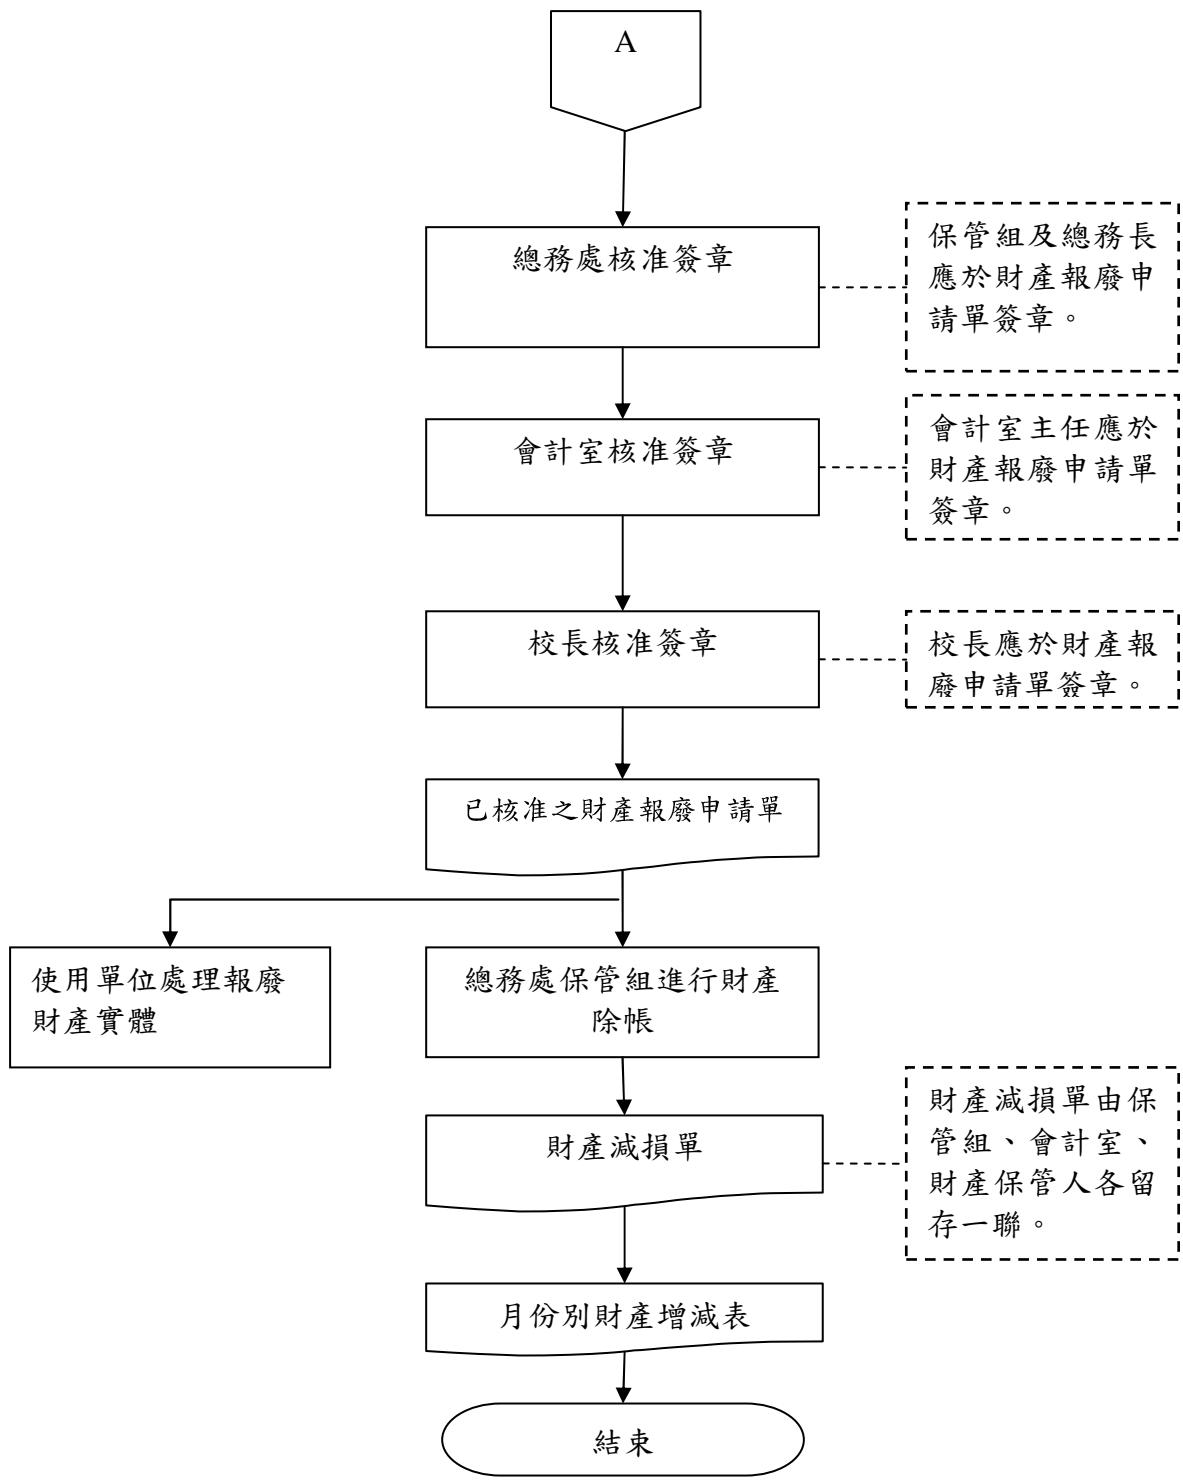 A
總務處核准簽章
保管組及總務長
應於財產報廢申
請單簽章。
會計室核准簽章
會計室主任應於
財產報廢申請單
簽章。
校長核准簽章
校長應於財產報
廢申請單簽章。
已核准之財產報廢申請單
使用單位處理報廢
財產實體
總務處保管組進行財產
除帳
財產減損單
財產減損單由保
管組、會計室、
財產保管人各留
存一聯。
月份別財產增減表
結束